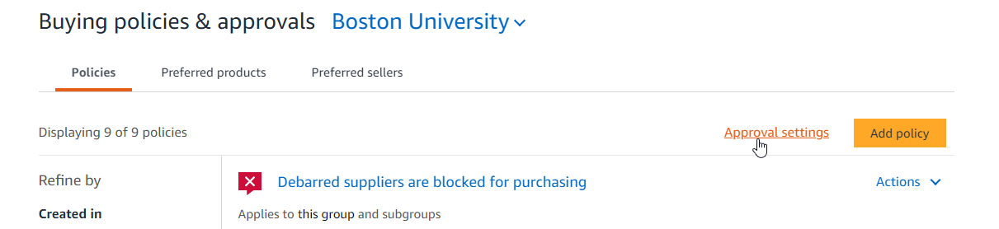 Buying policies & approvals Boston University
Policies Preferred products Preferred sellers
Displaying 9 of 9 policies Approval settings Add policy
Refine by Debarred suppliers are blocked for purchasing Actions
Created in Applies to this group and subgroups